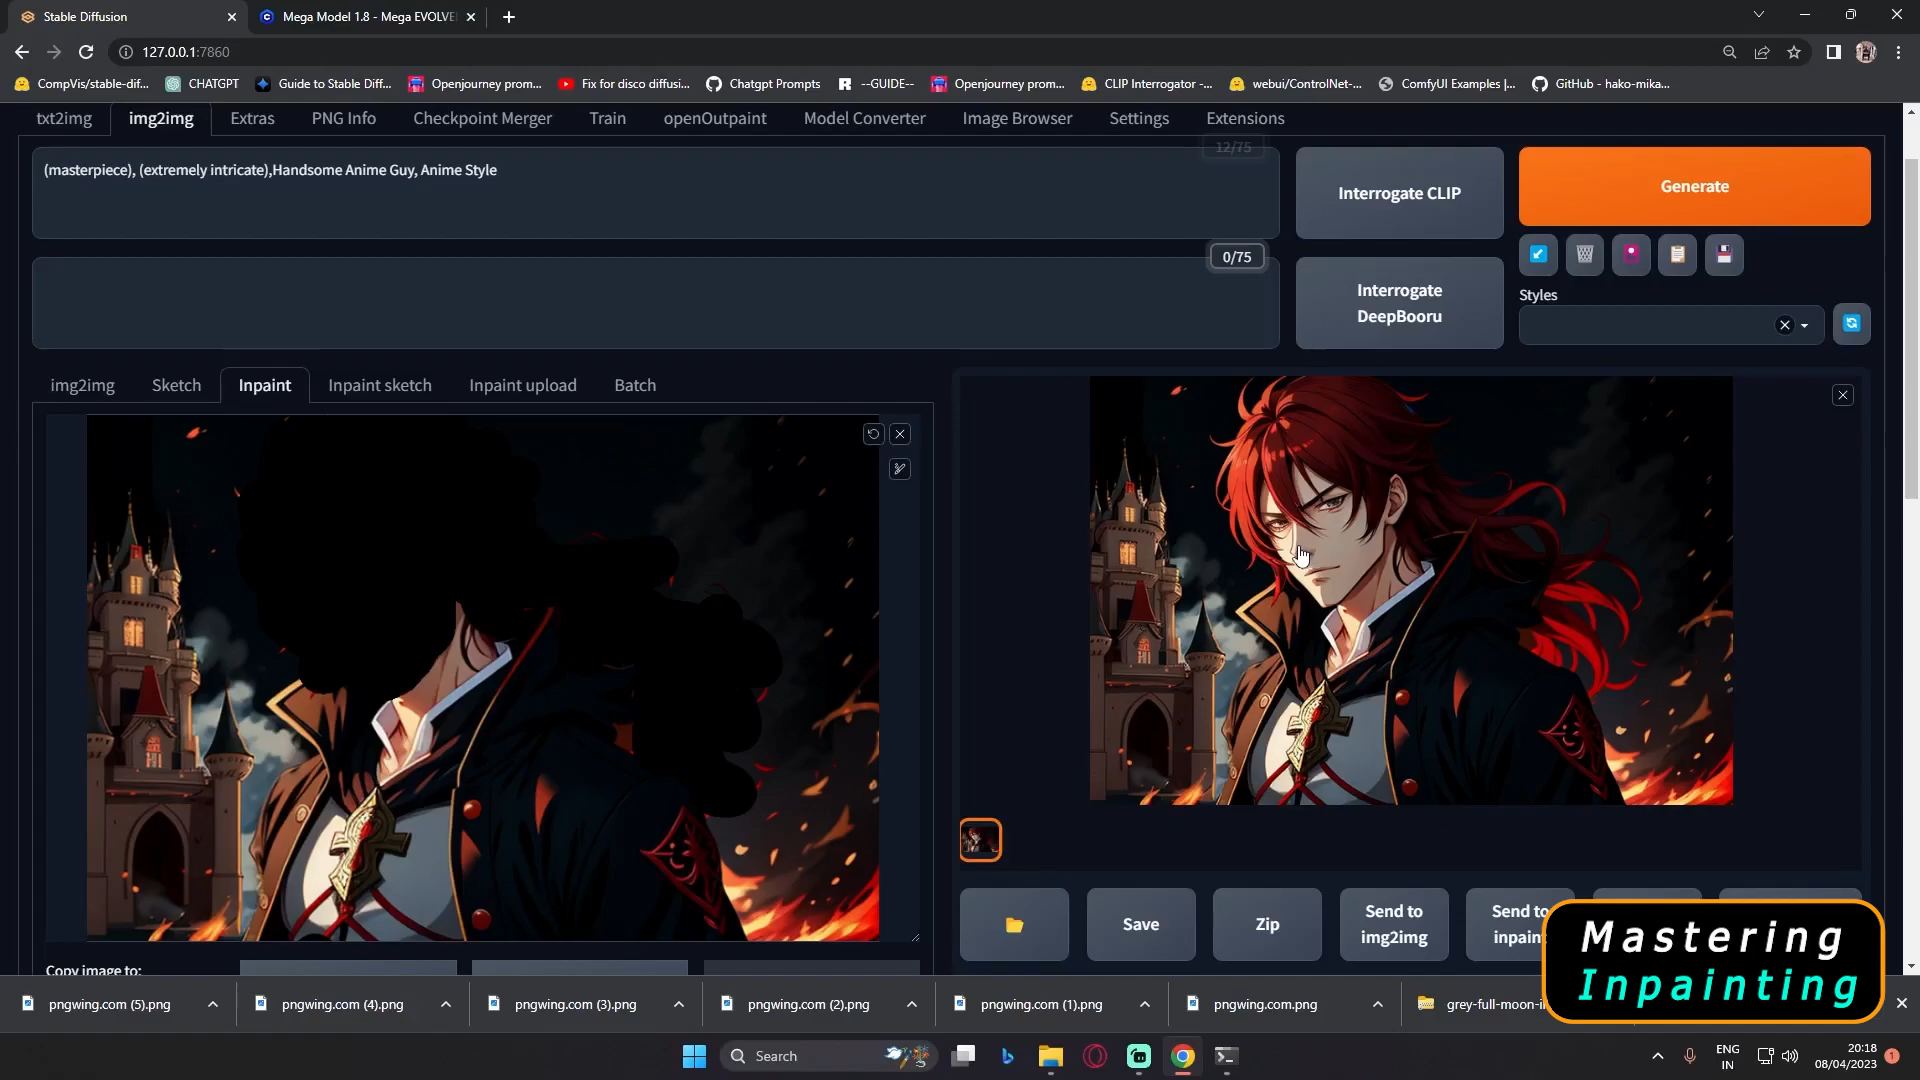 Stable Diffusion
Mega Model 1.8 - Mega EVOLVE
127.0.0.1:7860
CompVis/stable-dif...
CHATGPT
Guide to Stable Diff...
Openjourney prom...
Fix for disco diffusi...
Chatgpt Prompts
--GUIDE--
Openjourney prom...
CLIP Interrogator -...
webui/ControlNet-...
ComfyUI Examples |...
GitHub - hako-mika...
txt2img
img2img
Extras
PNG Info
Checkpoint Merger
Train
openOutpaint
Model Converter
Image Browser
Settings
Extensions
12/75
(masterpiece), (extremely intricate),Handsome Anime Guy, Anime Style
Interrogate CLIP
Generate
0/75
Interrogate
DeepBooru
Styles
img2img
Sketch
Inpaint
Inpaint sketch
Inpaint upload
Batch
Save
Zip
Send to
img2img
Send to
inpaint
Copy image to:
Mastering
Inpainting
pngwing.com (5).png
pngwing.com (4).png
pngwing.com (3).png
pngwing.com (2).png
pngwing.com (1).png
pngwing.com.png
grey-full-moon-i
Search
ENG
IN
20:18
08/04/2023
1